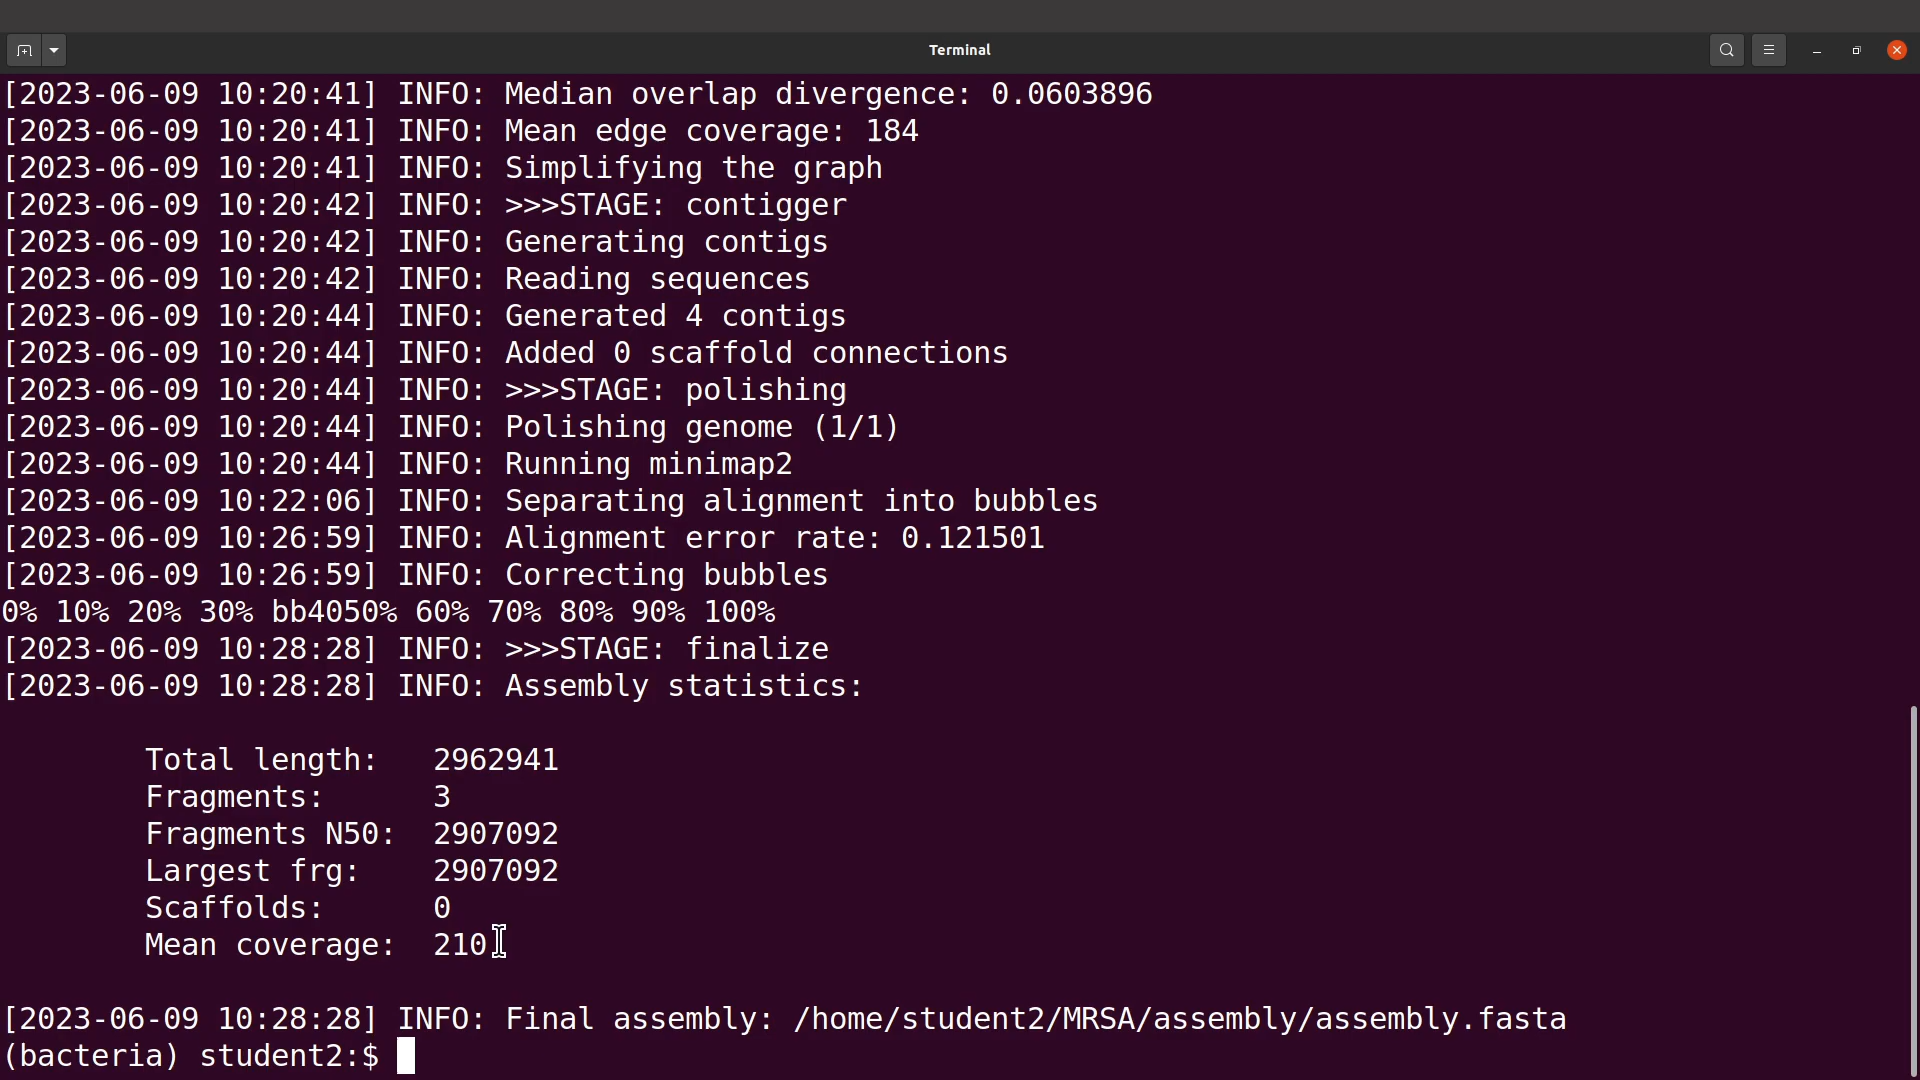 Terminal
[2023-06-09 10:20:41] INFO: Median overlap divergence: 0.0603896
[2023-06-09 10:20:41] INFO: Mean edge coverage: 184
[2023-06-09 10:20:41] INFO: Simplifying the graph
[2023-06-09 10:20:42] INFO: >>>STAGE: contigger
[2023-06-09 10:20:42] INFO: Generating contigs
[2023-06-09 10:20:42] INFO: Reading sequences
[2023-06-09 10:20:44] INFO: Generated 4 contigs
[2023-06-09 10:20:44] INFO: Added 0 scaffold connections
[2023-06-09 10:20:44] INFO: >>>STAGE: polishing
[2023-06-09 10:20:44] INFO: Polishing genome (1/1)
[2023-06-09 10:20:44] INFO: Running minimap2
[2023-06-09 10:22:06] INFO: Separating alignment into bubbles
[2023-06-09 10:26:59] INFO: Alignment error rate: 0.121501
[2023-06-09 10:26:59] INFO: Correcting bubbles
0% 10% 20% 30% bb4050% 60% 70% 80% 90% 100%
[2023-06-09 10:28:28] INFO: >>>STAGE: finalize
[2023-06-09 10:28:28] INFO: Assembly statistics:
Total length: 2962941
Fragments: 3
Fragments N50: 2907092
Largest frg: 2907092
Scaffolds: 0
Mean coverage: 210
[2023-06-09 10:28:28] INFO: Final assembly: /home/student2/MRSA/assembly/assembly.fasta
(bacteria) student2:$